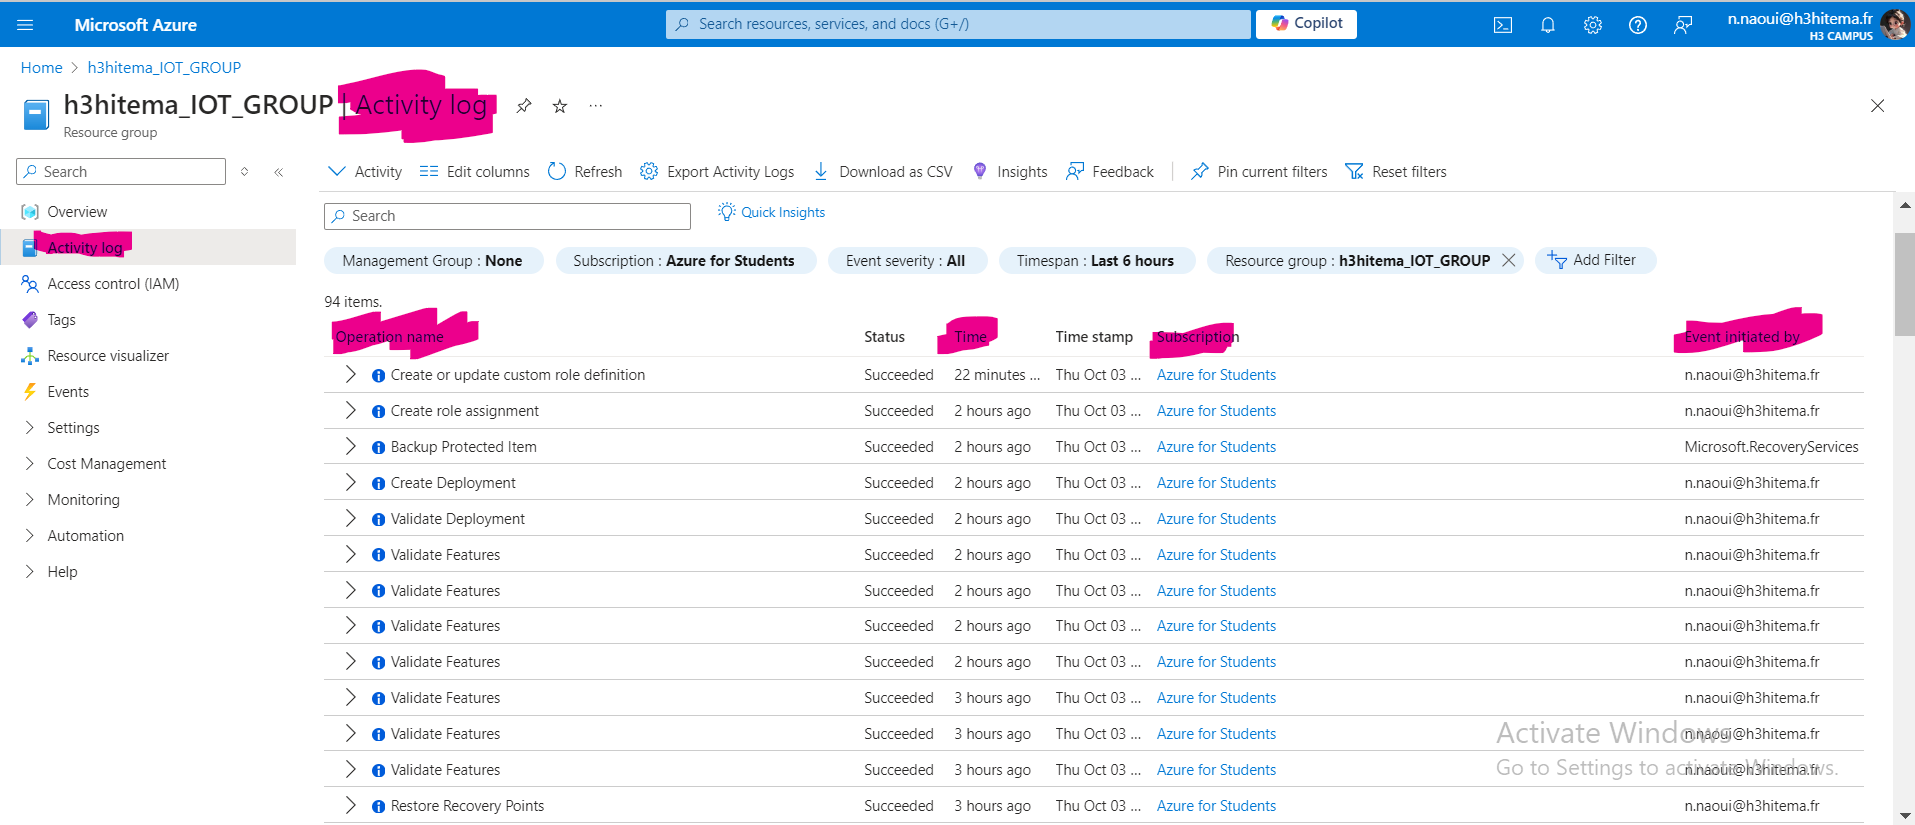 Microsoft Azure
Search resources, services, and docs (G+/)
Copilot
n.naoui@h3hitema.fr
H3 CAMPUS
Home > h3hitema_IOT_GROUP
h3hitema_IOT_GROUP | Activity log
Resource group
Search
Overview
Activity log
Access control (IAM)
Tags
Resource visualizer
Events
Settings
Cost Management
Monitoring
Automation
Help
Activity Edit columns Refresh Export Activity Logs Download as CSV Insights Feedback Pin current filters Reset filters
Search
Quick Insights
Management Group : None Subscription : Azure for Students Event severity : All Timespan : Last 6 hours Resource group : h3hitema_IOT_GROUP Add Filter
94 items.
Operation name Status Time Time stamp Subscription Event initiated by
Create or update custom role definition Succeeded 22 minutes ... Thu Oct 03 ... Azure for Students n.naoui@h3hitema.fr
Create role assignment Succeeded 2 hours ago Thu Oct 03 ... Azure for Students n.naoui@h3hitema.fr
Backup Protected Item Succeeded 2 hours ago Thu Oct 03 ... Azure for Students Microsoft.RecoveryServices
Create Deployment Succeeded 2 hours ago Thu Oct 03 ... Azure for Students n.naoui@h3hitema.fr
Validate Deployment Succeeded 2 hours ago Thu Oct 03 ... Azure for Students n.naoui@h3hitema.fr
Validate Features Succeeded 2 hours ago Thu Oct 03 ... Azure for Students n.naoui@h3hitema.fr
Validate Features Succeeded 2 hours ago Thu Oct 03 ... Azure for Students n.naoui@h3hitema.fr
Validate Features Succeeded 2 hours ago Thu Oct 03 ... Azure for Students n.naoui@h3hitema.fr
Validate Features Succeeded 2 hours ago Thu Oct 03 ... Azure for Students n.naoui@h3hitema.fr
Validate Features Succeeded 3 hours ago Thu Oct 03 ... Azure for Students n.naoui@h3hitema.fr
Validate Features Succeeded 3 hours ago Thu Oct 03 ... Azure for Students n.naoui@h3hitema.fr
Validate Features Succeeded 3 hours ago Thu Oct 03 ... Azure for Students n.naoui@h3hitema.fr
Restore Recovery Points Succeeded 3 hours ago Thu Oct 03 ... Azure for Students n.naoui@h3hitema.fr
Activate Windows
Go to Settings to activate Windows.